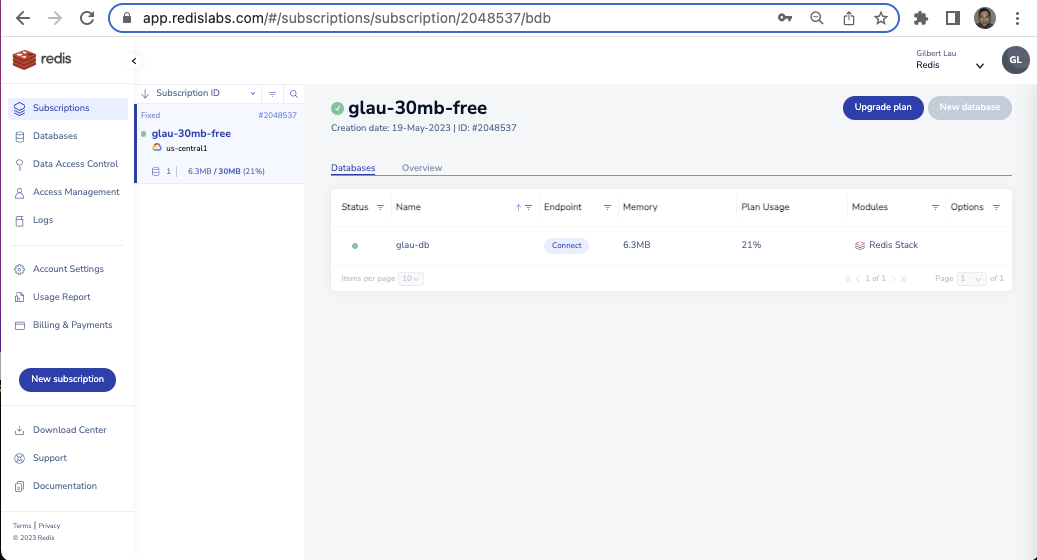 app.redislabs.com/#/subscriptions/subscription/2048537/bdb
redis
Gilbert Lau
Redis
GL
Subscriptions
Databases
Data Access Control
Access Management
Logs
Account Settings
Usage Report
Billing & Payments
New subscription
Download Center
Support
Documentation
Terms | Privacy
© 2023 Redis
Subscription ID
Fixed #2048537
glau-30mb-free
us-central1
1 | 6.3MB / 30MB (21%)
glau-30mb-free
Upgrade plan New database
Creation date: 19-May-2023 | ID: #2048537
Databases Overview
Status Name Endpoint Memory Plan Usage Modules Options
glau-db Connect 6.3MB 21% Redis Stack
Items per page 10 « < 1 of 1 > » Page 1 of 1